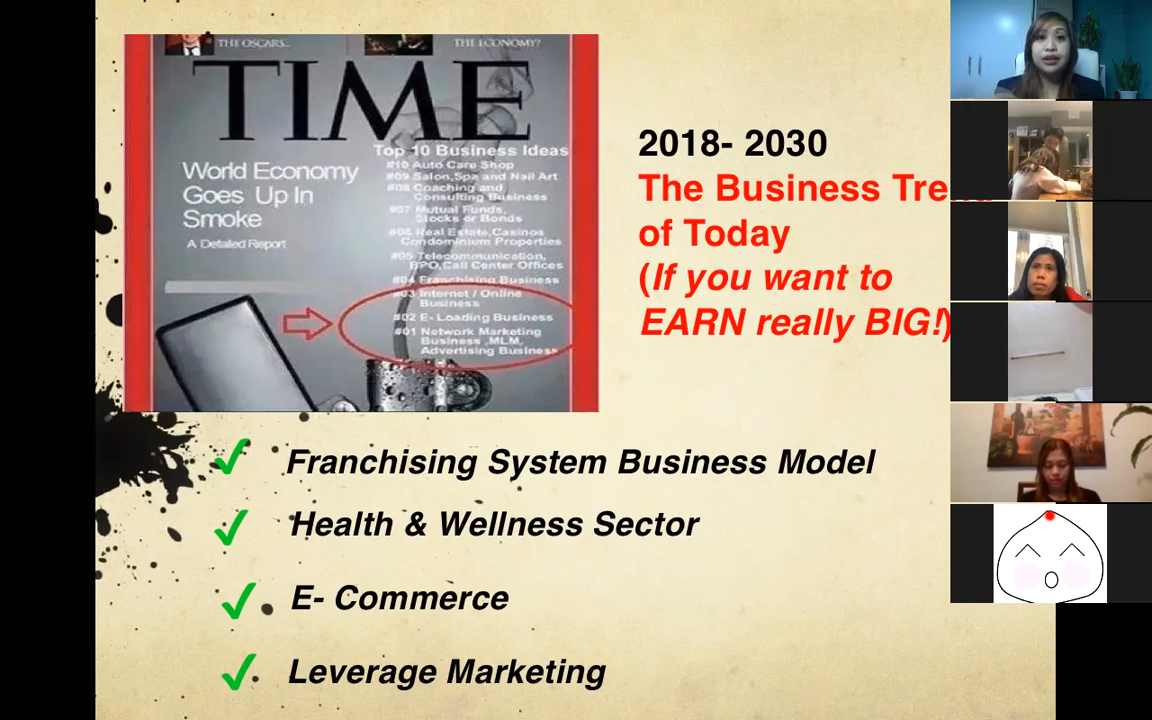 THE OSCARS..
THE ECONOMY?
TIME
World Economy
Goes Up In
Smoke
A Detailed Report
Top 10 Business Ideas
#10 Auto Care Shop
#09 Salon,Spa and Nail Art
#08 Coaching and
Consulting Business
#07 Mutual Funds,
Stocks or Bonds
#06 Real Estate,Casinos
Condominium Properties
#05 Telecommunication,
BPO,Call Center Offices
#04 Franchising Business
#03 Internet / Online
Business
#02 E- Loading Business
#01 Network Marketing
Business ,MLM,
Advertising Business
2018- 2030
The Business
of Today
(If you want to
EARN really BIG!)
Franchising System Business Model
Health & Wellness Sector
E- Commerce
Leverage Marketing